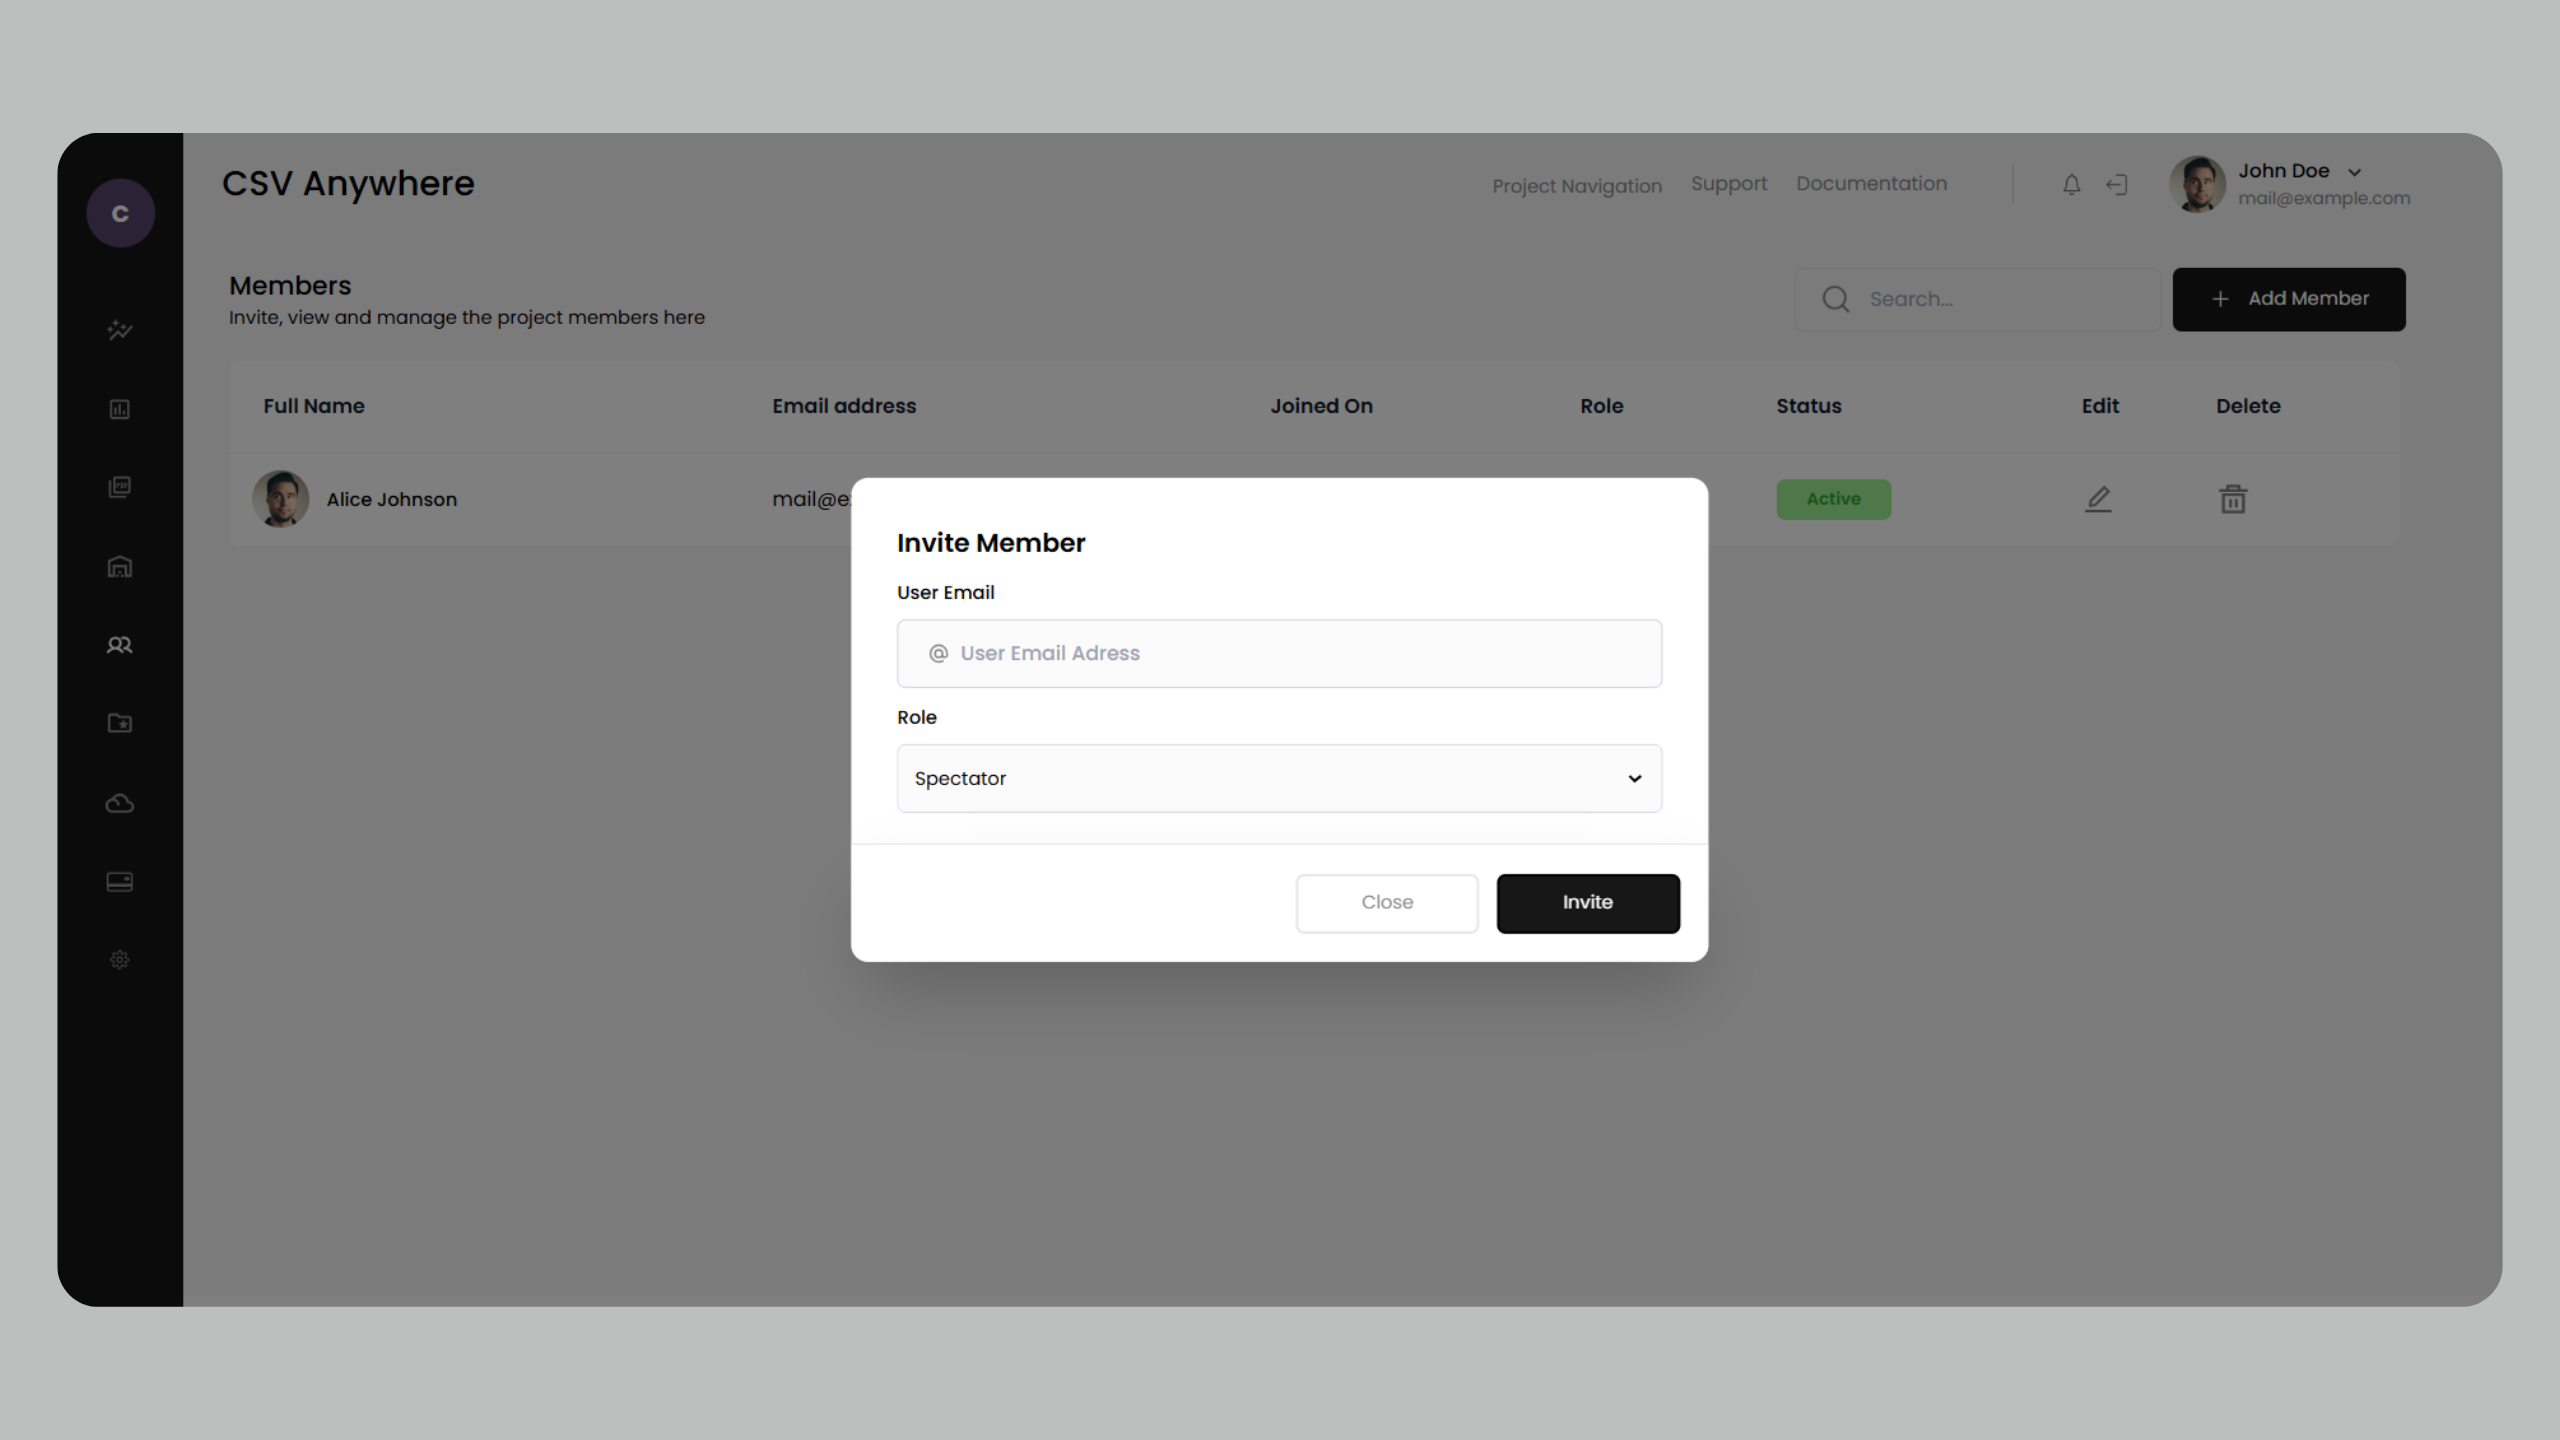 C
CSV Anywhere
Project Navigation
Support
Documentation
John Doe
mail@example.com
Members
Invite, view and manage the project members here
Search...
Add Member
Full Name
Email address
Joined On
Role
Status
Edit
Delete
Alice Johnson
mail@e
Active
Invite Member
User Email
@ User Email Adress
Role
Spectator
Close
Invite